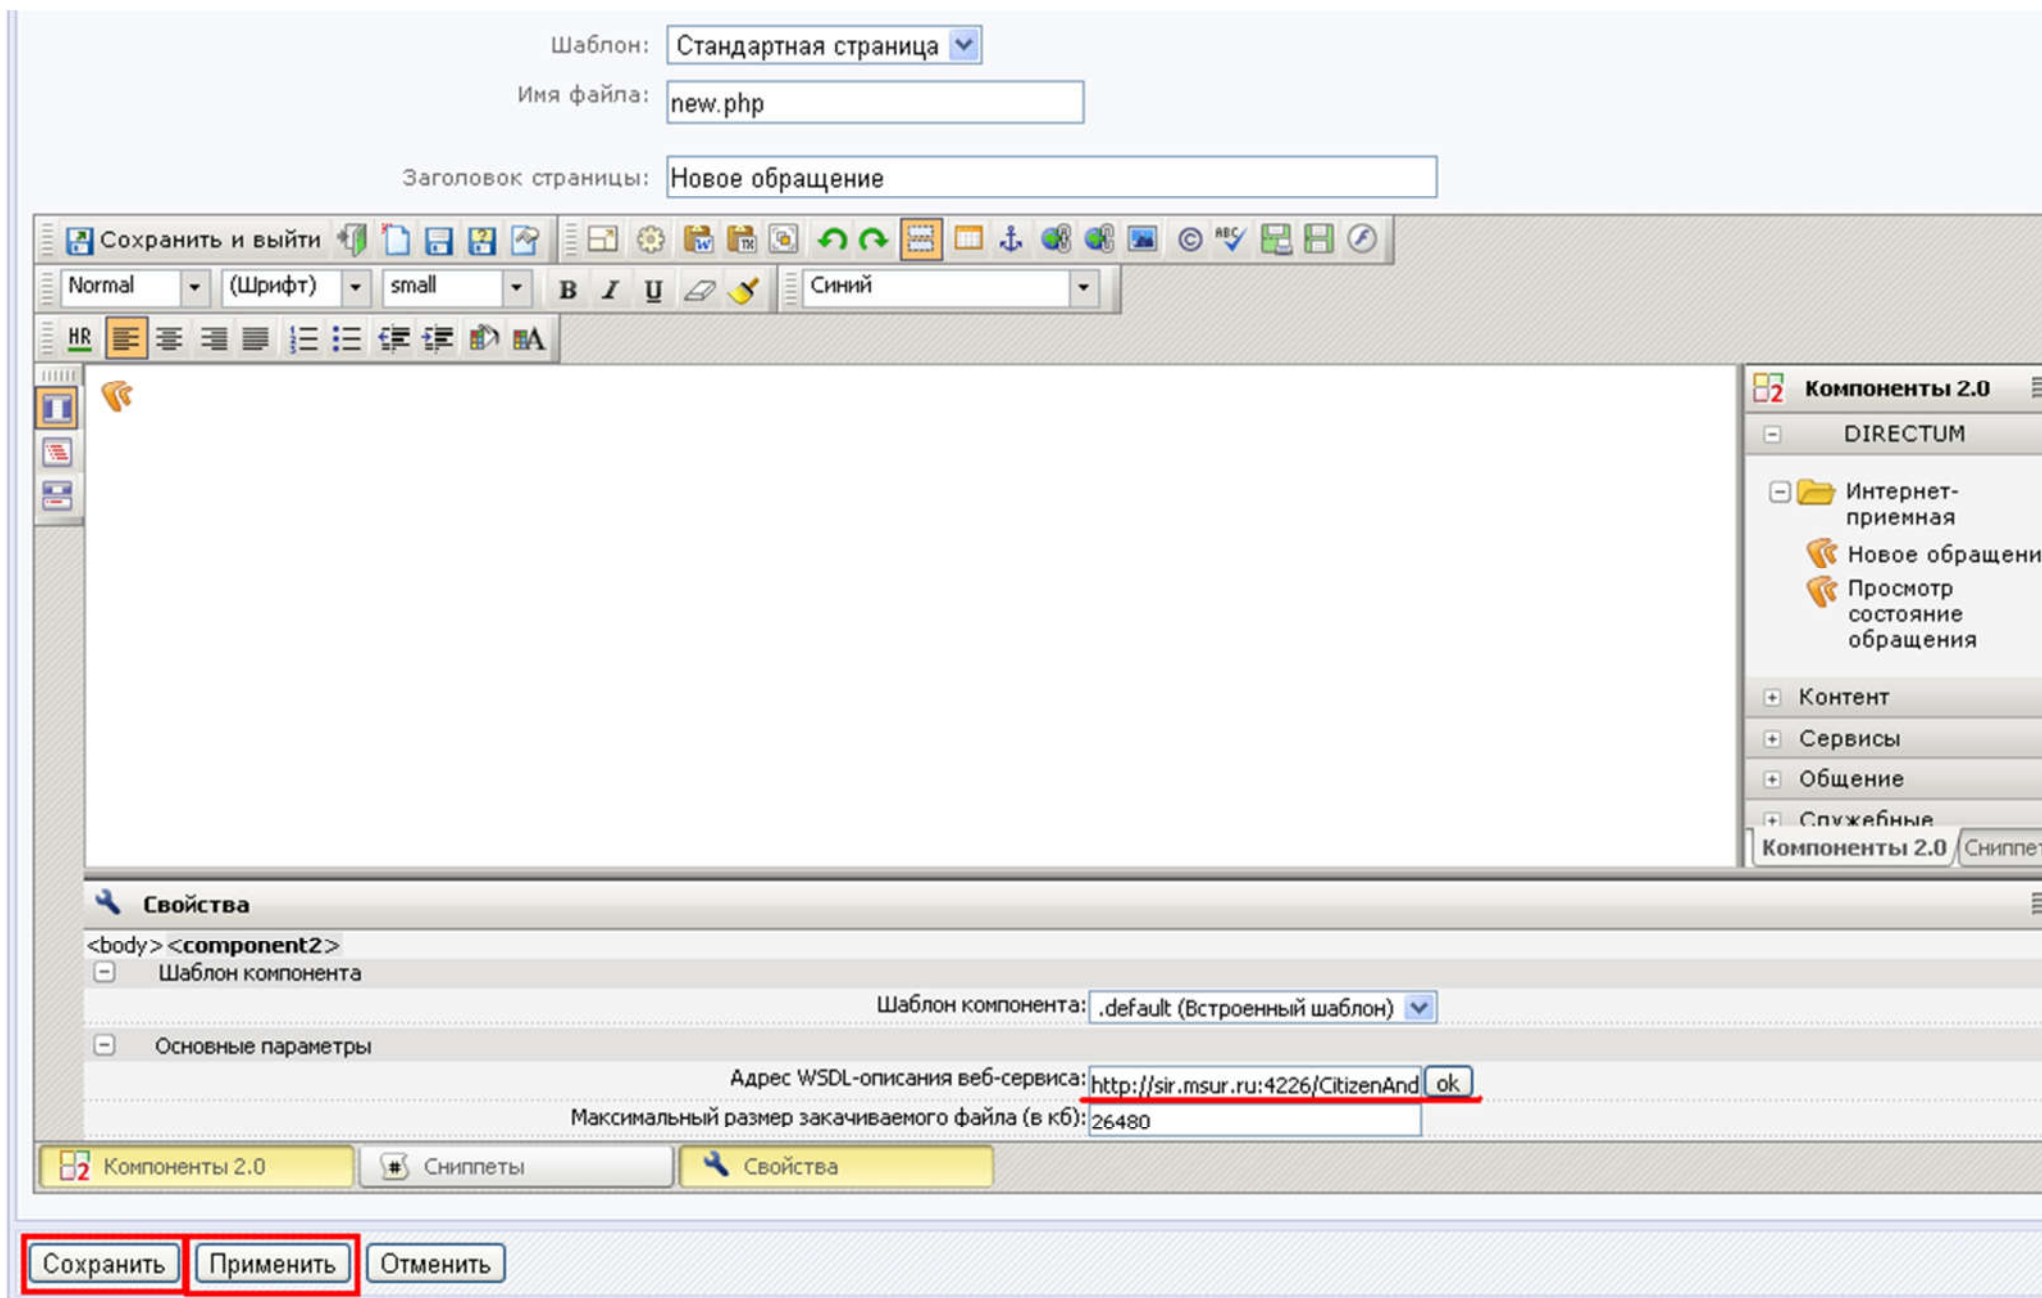 Шаблон: Стандартная страница
Имя файла: new.php
Заголовок страницы: Новое обращение
Сохранить и выйти ABC
Normal (Шрифт) small B I U Синий
HR A
Компоненты 2.0
DIRECTUM
Интернет-
приемная
Новое обращени
Просмотр
состояние
обращения
Контент
Сервисы
Общение
Служебные
Компоненты 2.0 Сниппет
Свойства
<body><component2>
Шаблон компонента
Шаблон компонента: .default (Встроенный шаблон)
Основные параметры
Адрес WSDL-описания веб-сервиса: http://sir.msur.ru:4226/CitizenAnd ok
Максимальный размер закачиваемого файла (в кб): 26480
Компоненты 2.0 Сниппеты Свойства
Сохранить Применить Отменить